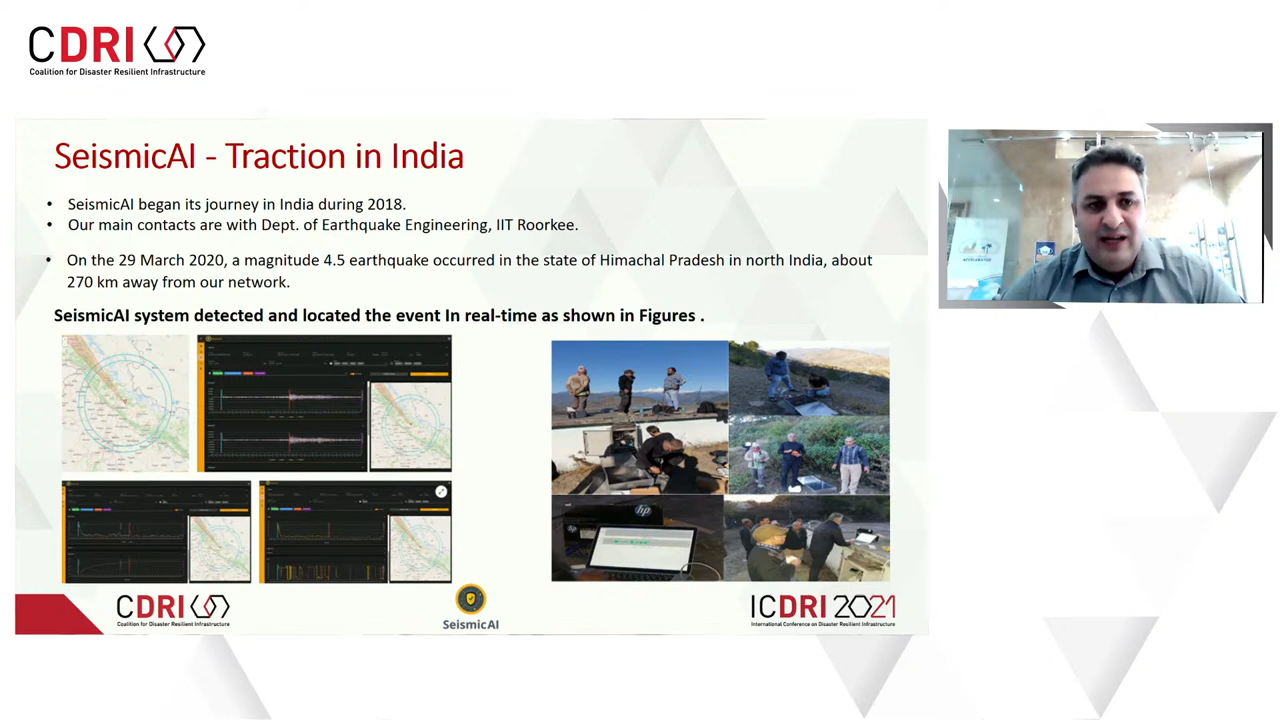 CDRI
Coalition for Disaster Resilient Infrastructure
SeismicAI - Traction in India
• SeismicAI began its journey in India during 2018.
• Our main contacts are with Dept. of Earthquake Engineering, IIT Roorkee.
• On the 29 March 2020, a magnitude 4.5 earthquake occurred in the state of Himachal Pradesh in north India, about
270 km away from our network.
SeismicAI system detected and located the event In real-time as shown in Figures .
hp
CDRI
Coalition for Disaster Resilient Infrastructure
SeismicAI
ICDRI 2021
International Conference on Disaster Resilient Infrastructure